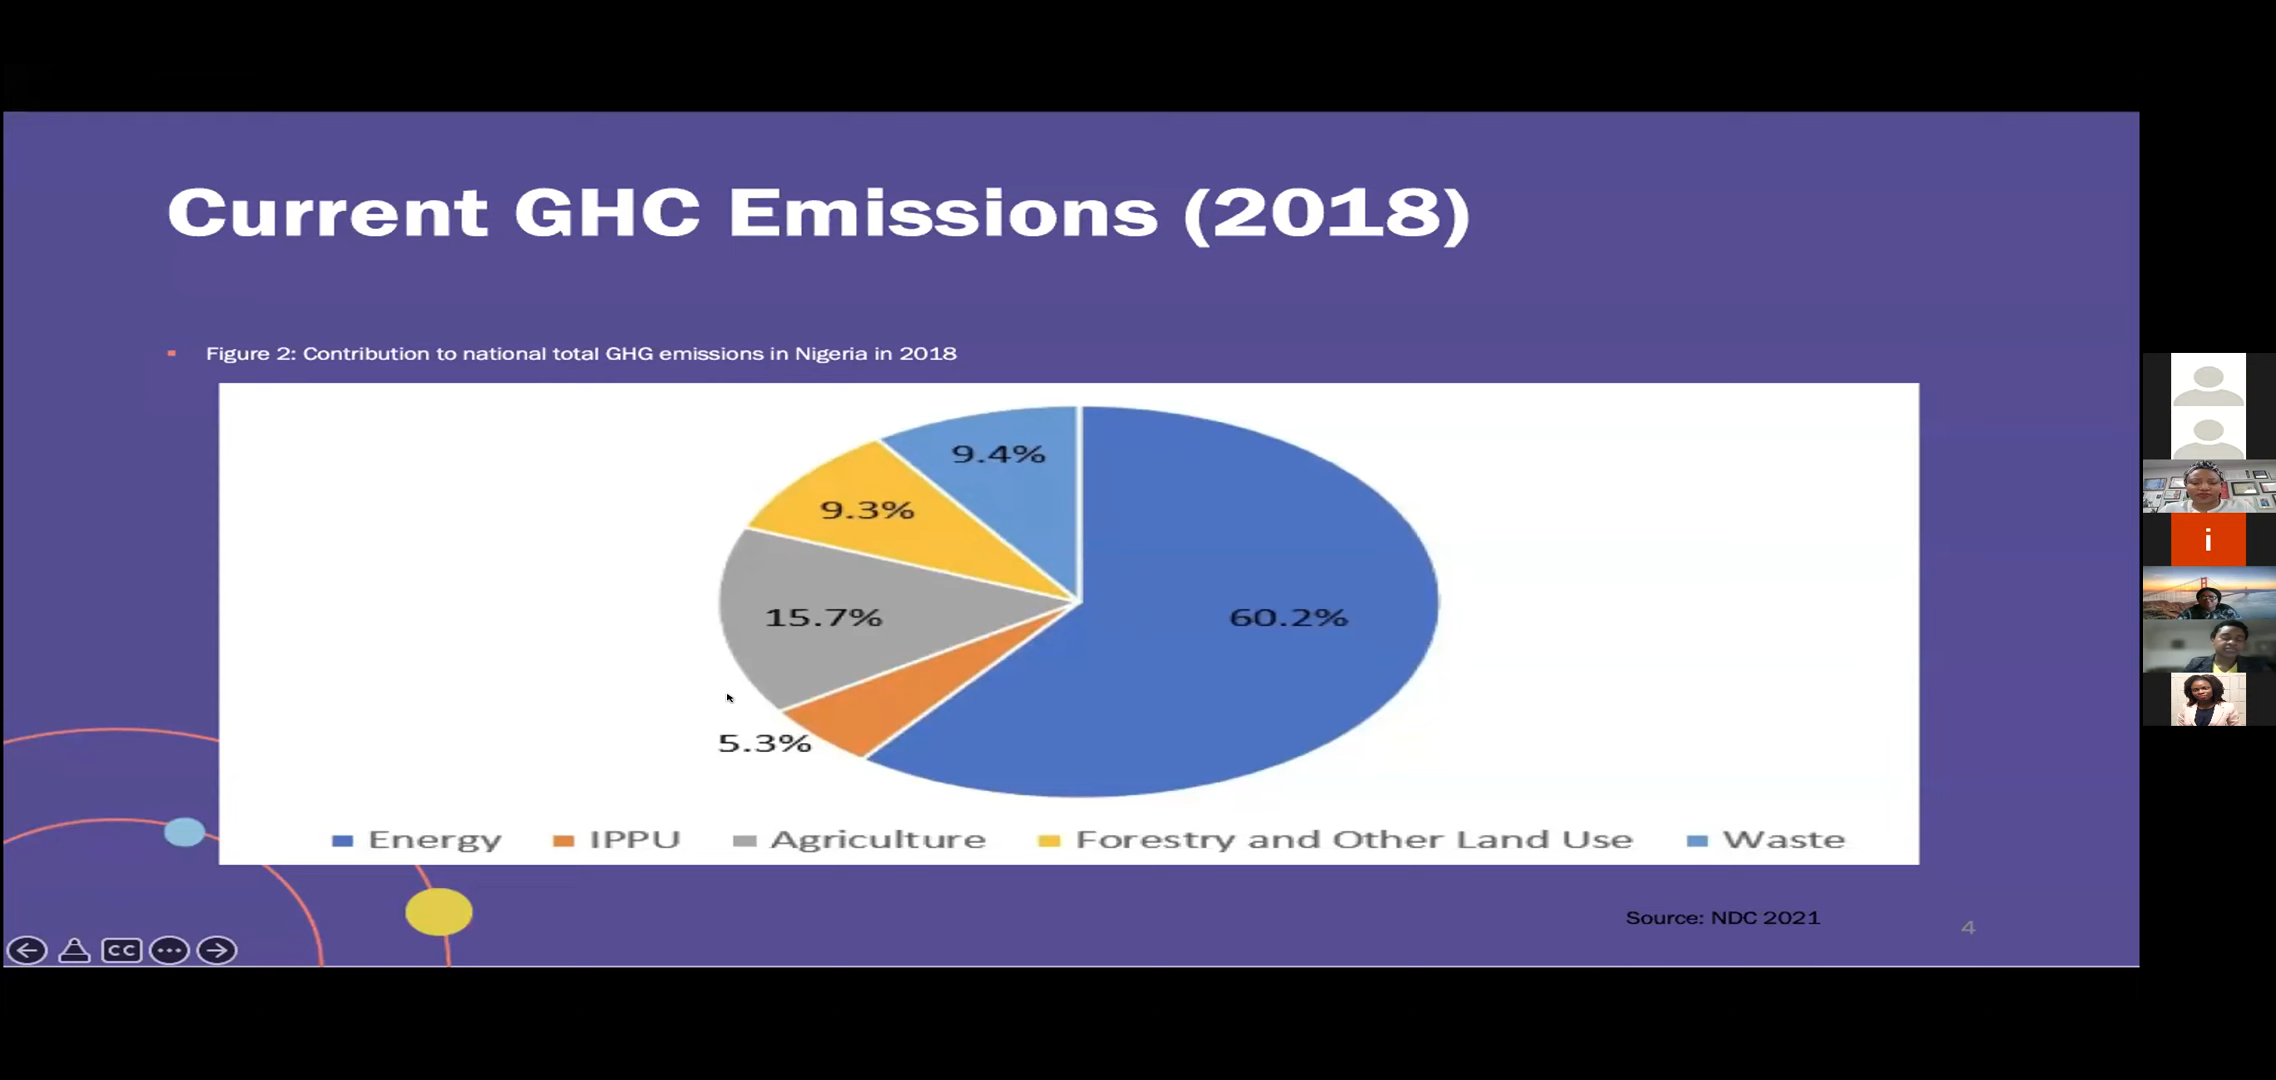 Current GHC Emissions (2018)
Figure 2: Contribution to national total GHG emissions in Nigeria in 2018
9.4%
9.3%
15.7%
60.2%
5.3%
Energy IPPU Agriculture Forestry and Other Land Use Waste
Source: NDC 2021
4
CC
i